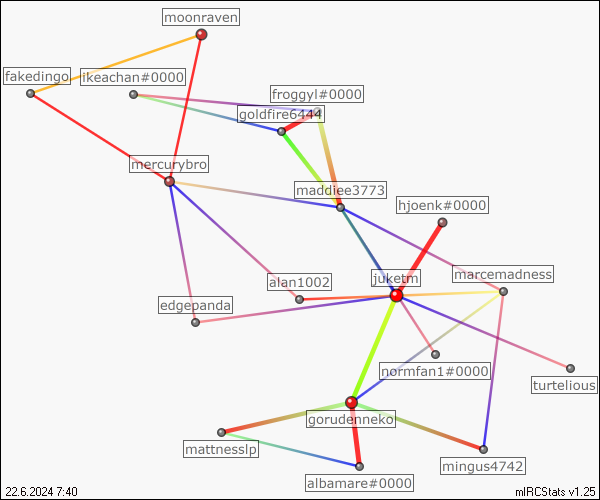 moonraven
fakedingo
ikeachan#0000
froggyl#0000
goldfire6444
mercurybro
maddiee3773
hjoenk#0000
juketm
marcemadness
alan1002
edgepanda
normfan1#0000
turtelious
gorudenneko
mattnesslp
mingus4742
albamare#0000
22.6.2024 7:40
mIRCStats v1.25